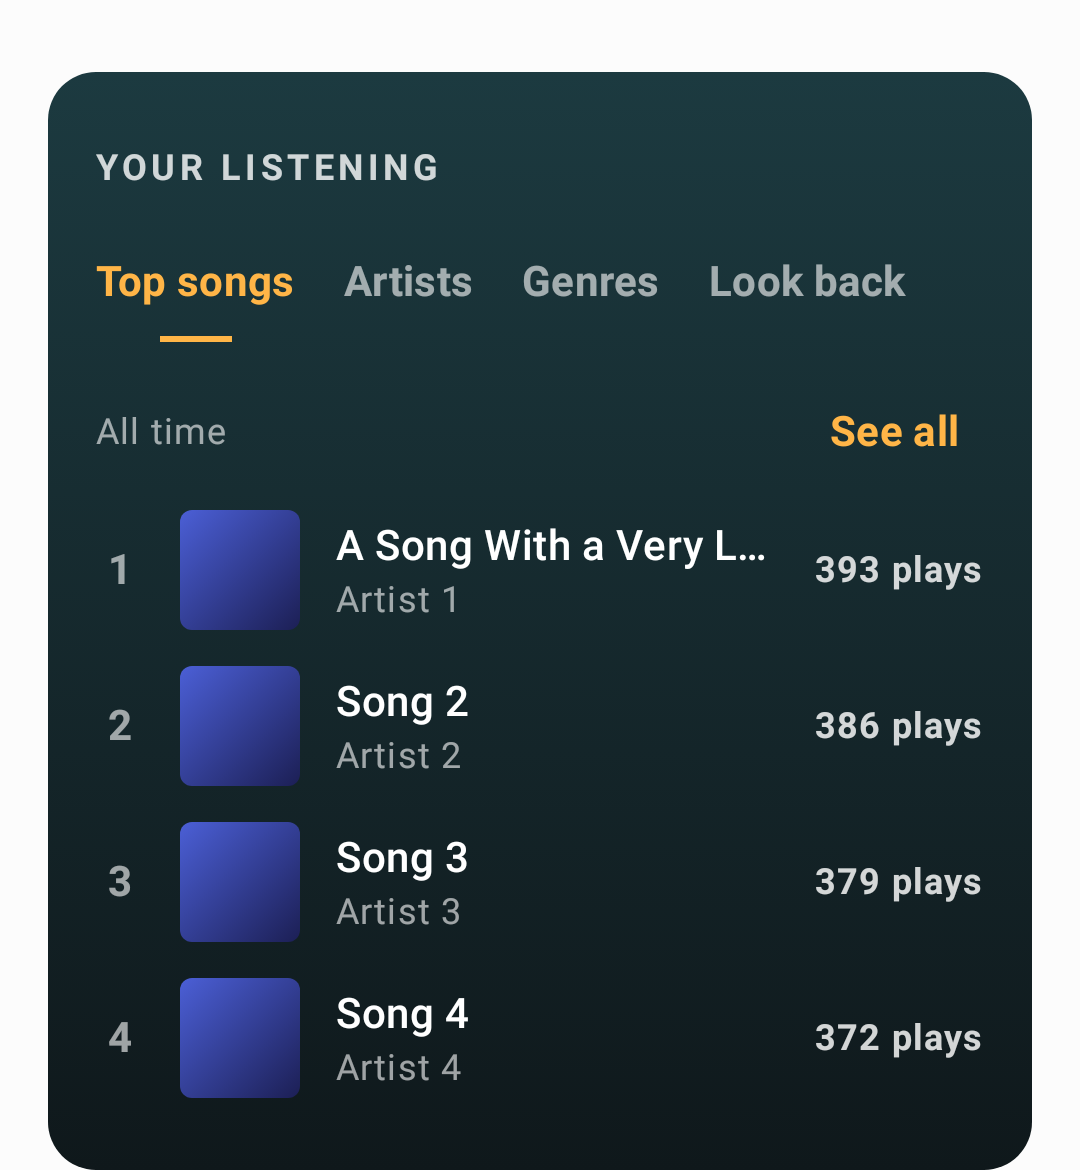 YOUR LISTENING
Top songs Artists Genres Look back
All time See all
1 A Song With a Very L… 393 plays
Artist 1
2 Song 2 386 plays
Artist 2
3 Song 3 379 plays
Artist 3
4 Song 4 372 plays
Artist 4